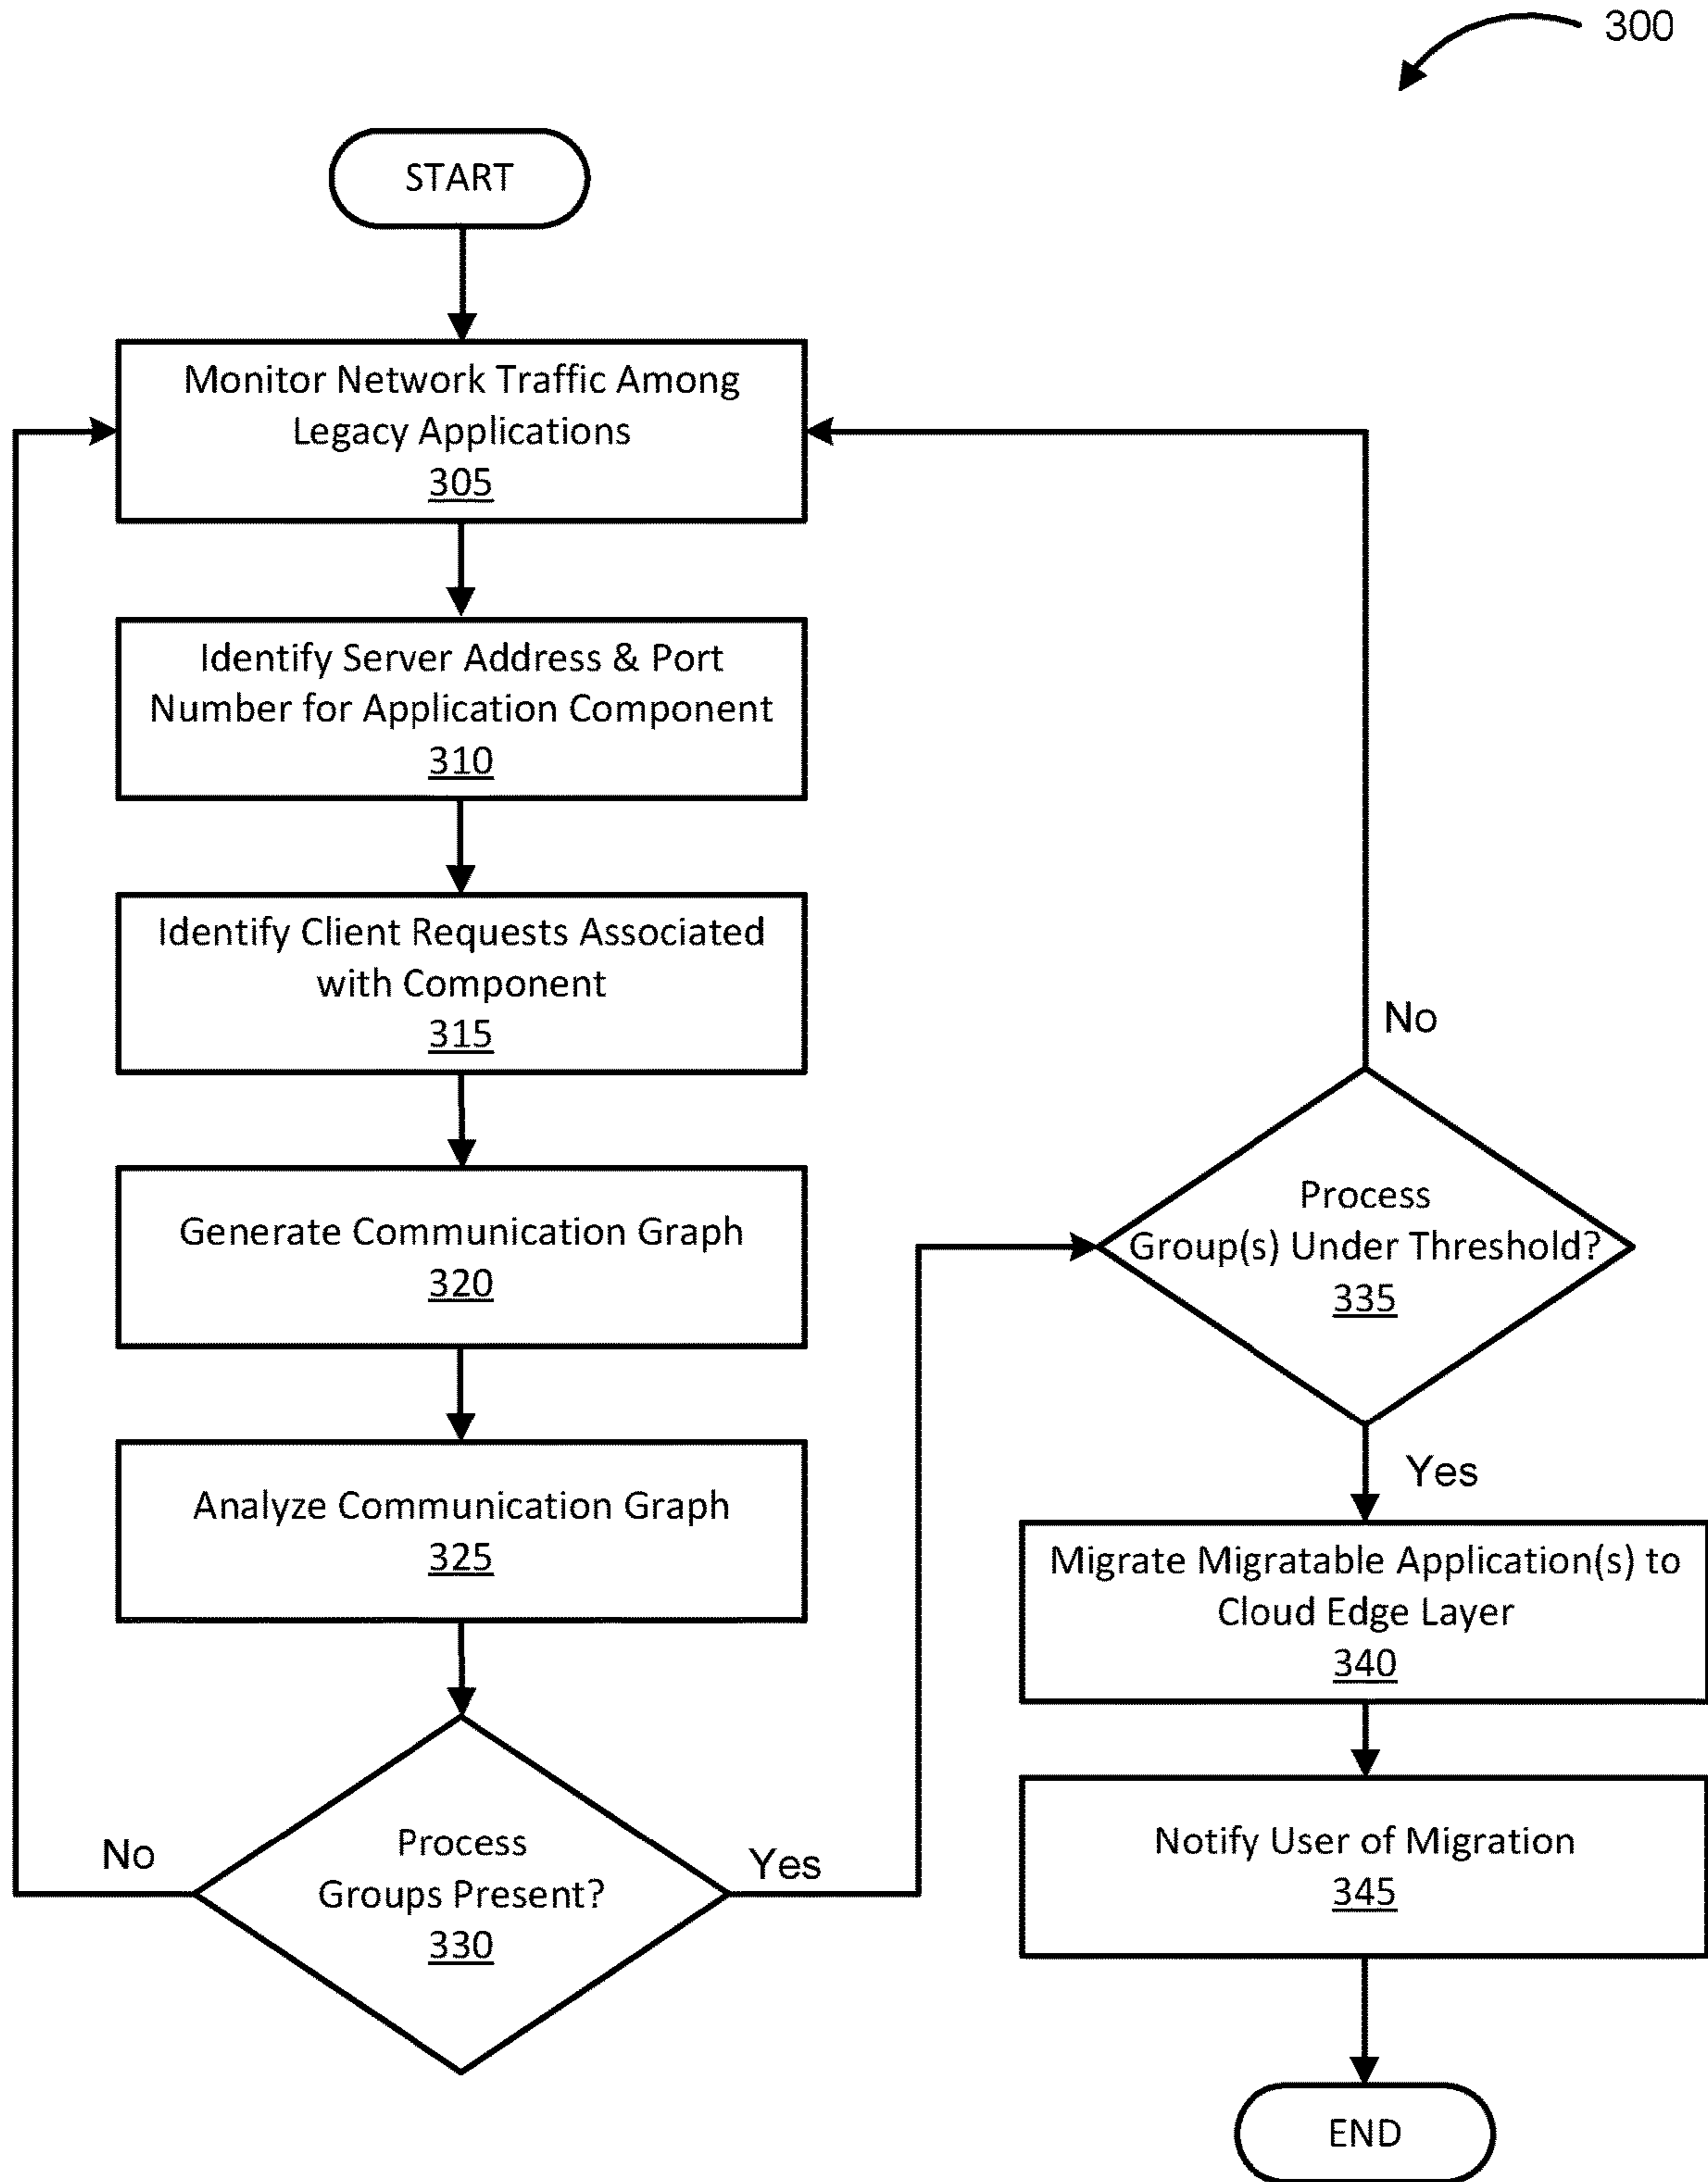 300
START
Monitor Network Traffic Among
Legacy Applications
305
Identify Server Address & Port
Number for Application Component
310
Identify Client Requests Associated
with Component
315
Generate Communication Graph
320
Analyze Communication Graph
325
Process
Groups Present?
330
No
Yes
Process
Group(s) Under Threshold?
335
No
Yes
Migrate Migratable Application(s) to
Cloud Edge Layer
340
Notify User of Migration
345
END